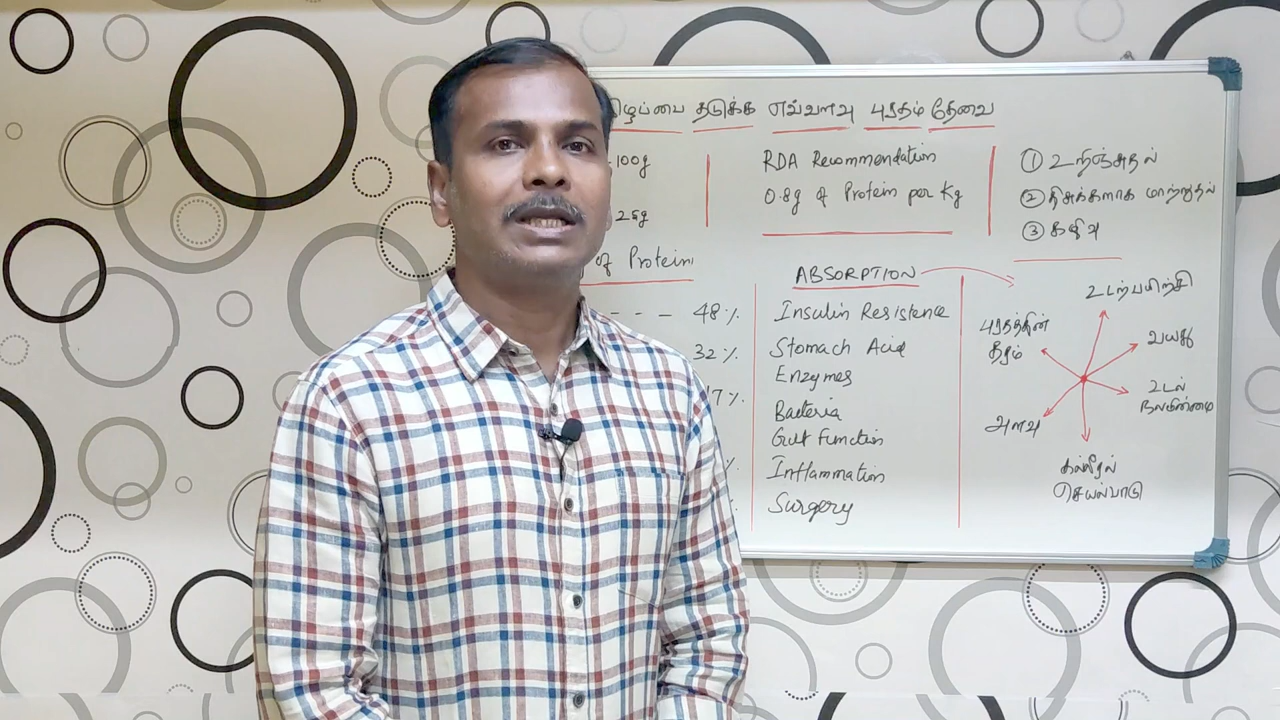 தடுக்க எவ்வளவு புரதம் தேவை
100g
25g
of Protein
48%
32%
7%
%
%
RDA Recommendation
0.8g of Protein per Kg
① உறிஞ்சுதல்
② திசுக்களாக மாற்றுதல்
③ கழிவு
ABSORPTION
Insulin Resistence
Stomach Acid
Enzymes
Bacteria
Gut Function
Inflammation
Surgery
உடற்பயிற்சி
வயது
உடல்
நலமின்மை
கல்லீரல்
செயல்பாடு
அளவு
புரதத்தின்
தரம்